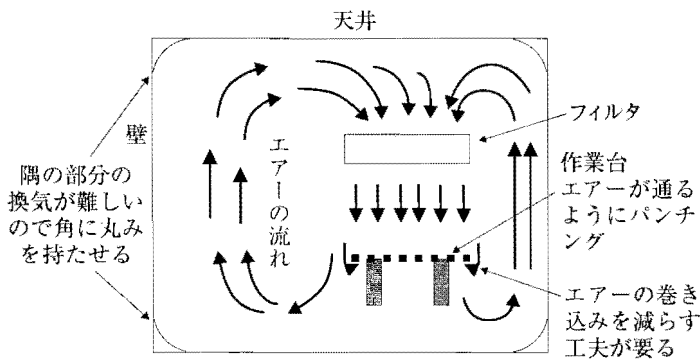 天井
壁
隅の部分の
換気が難しい
ので角に丸み
を持たせる
エアーの流れ
フィルタ
作業台
エアーが通る
ようにパンチ
ング
エアーの巻き
込みを減らす
工夫が要る